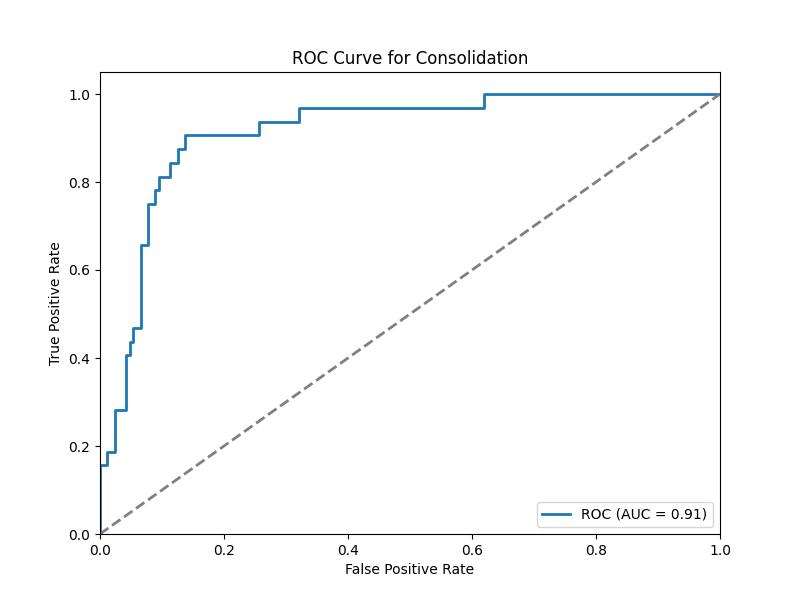 ROC Curve for Consolidation
True Positive Rate
1.0
0.8
0.6
0.4
0.2
0.0
ROC (AUC = 0.91)
0.0 0.2 0.4 0.6 0.8 1.0
False Positive Rate